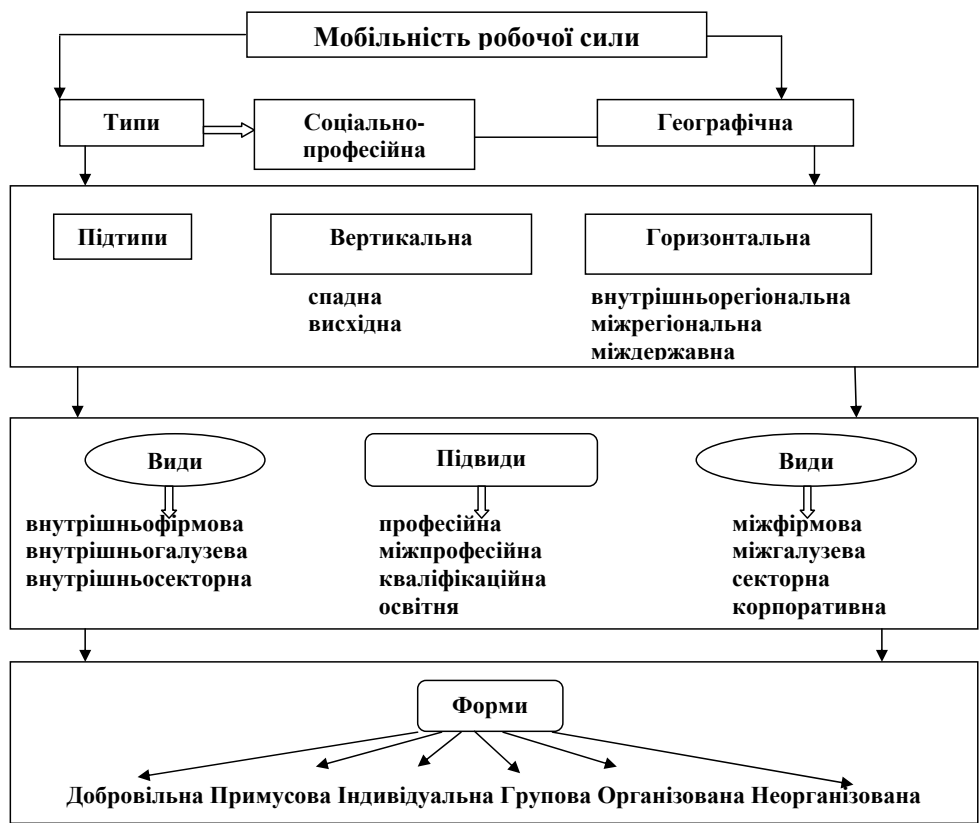 Мобільність робочої сили
Типи
Соціально-
професійна
Географічна
Підтипи
Вертикальна
Горизонтальна
спадна
висхідна
внутрішньорегіональна
міжрегіональна
міждержавна
Види
Підвиди
Види
внутрішньофірмова
внутрішньогалузева
внутрішньосекторна
професійна
міжпрофесійна
кваліфікаційна
освітня
міжфірмова
міжгалузева
секторна
корпоративна
Форми
Добровільна Примусова Індивідуальна Групова Організована Неорганізована